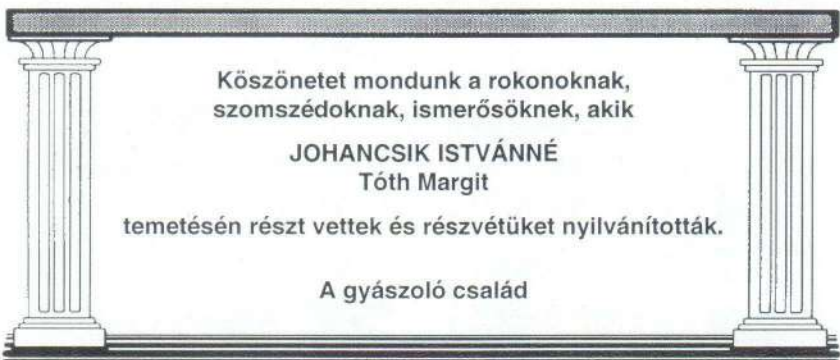 Köszönetet mondunk a rokonoknak,
szomszédoknak, ismerősöknek, akik
JOHANCSIK ISTVÁNNÉ
Tóth Margit
temetésén részt vettek és részvétüket nyilvánították.
A gyászoló család